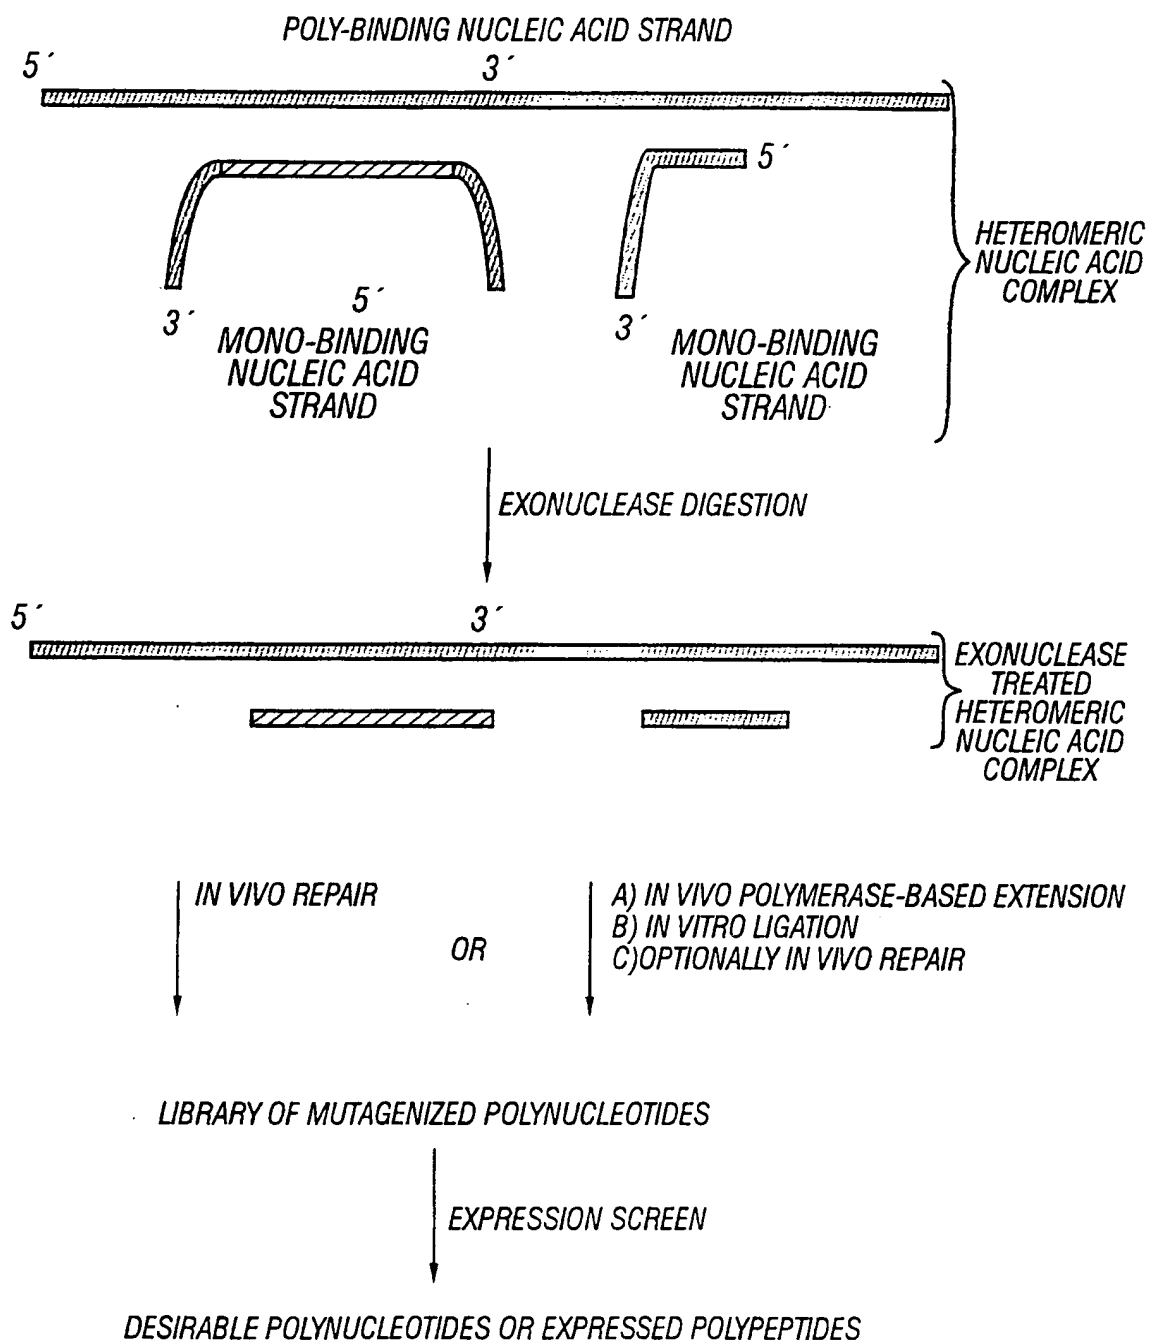 POLY-BINDING NUCLEIC ACID STRAND
5´
3´
5´
3´
5´
MONO-BINDING
NUCLEIC ACID
STRAND
3´
MONO-BINDING
NUCLEIC ACID
STRAND
HETEROMERIC
NUCLEIC ACID
COMPLEX
EXONUCLEASE DIGESTION
5´
3´
EXONUCLEASE
TREATED
HETEROMERIC
NUCLEIC ACID
COMPLEX
IN VIVO REPAIR
OR
A) IN VIVO POLYMERASE-BASED EXTENSION
B) IN VITRO LIGATION
C)OPTIONALLY IN VIVO REPAIR
LIBRARY OF MUTAGENIZED POLYNUCLEOTIDES
EXPRESSION SCREEN
DESIRABLE POLYNUCLEOTIDES OR EXPRESSED POLYPEPTIDES